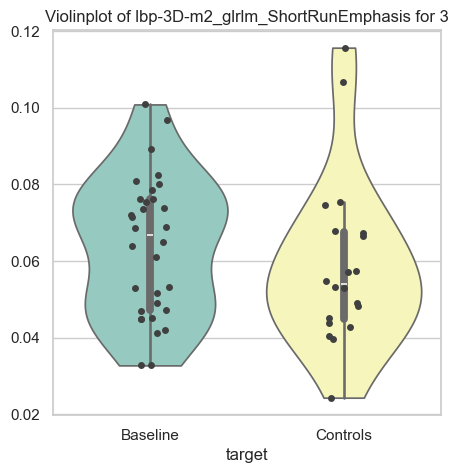 Violinplot of lbp-3D-m2_glrlm_ShortRunEmphasis for 3
0.12
0.10
0.08
0.06
0.04
0.02
Baseline
Controls
target